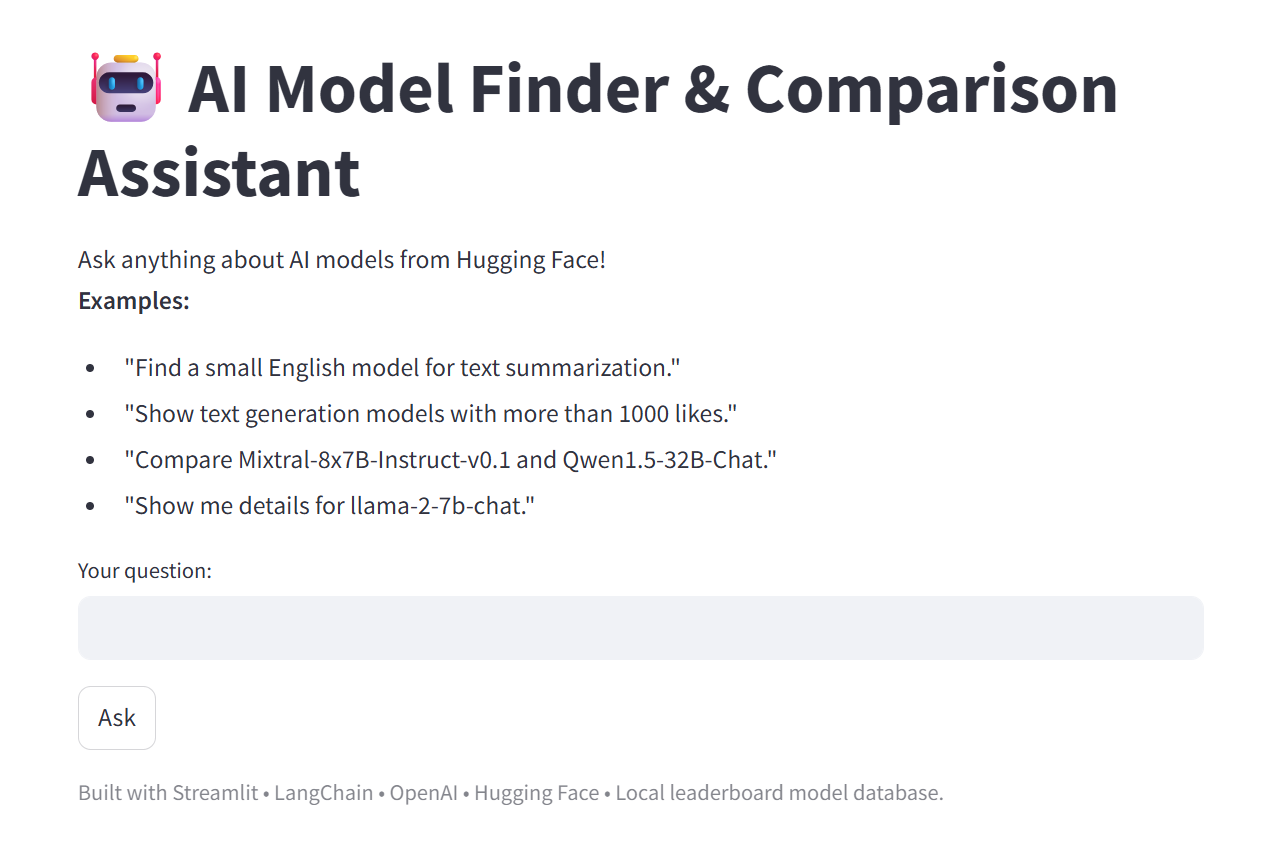 AI Model Finder & Comparison
Assistant
Ask anything about AI models from Hugging Face!
Examples:
• "Find a small English model for text summarization."
• "Show text generation models with more than 1000 likes."
• "Compare Mixtral-8x7B-Instruct-v0.1 and Qwen1.5-32B-Chat."
• "Show me details for llama-2-7b-chat."
Your question:
Ask
Built with Streamlit • LangChain • OpenAI • Hugging Face • Local leaderboard model database.